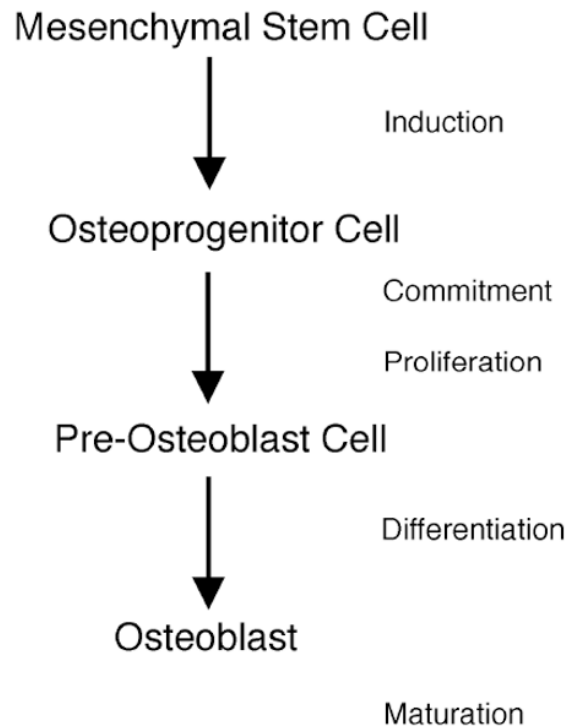 Mesenchymal Stem Cell
Induction
Osteoprogenitor Cell
Commitment
Proliferation
Pre-Osteoblast Cell
Differentiation
Osteoblast
Maturation